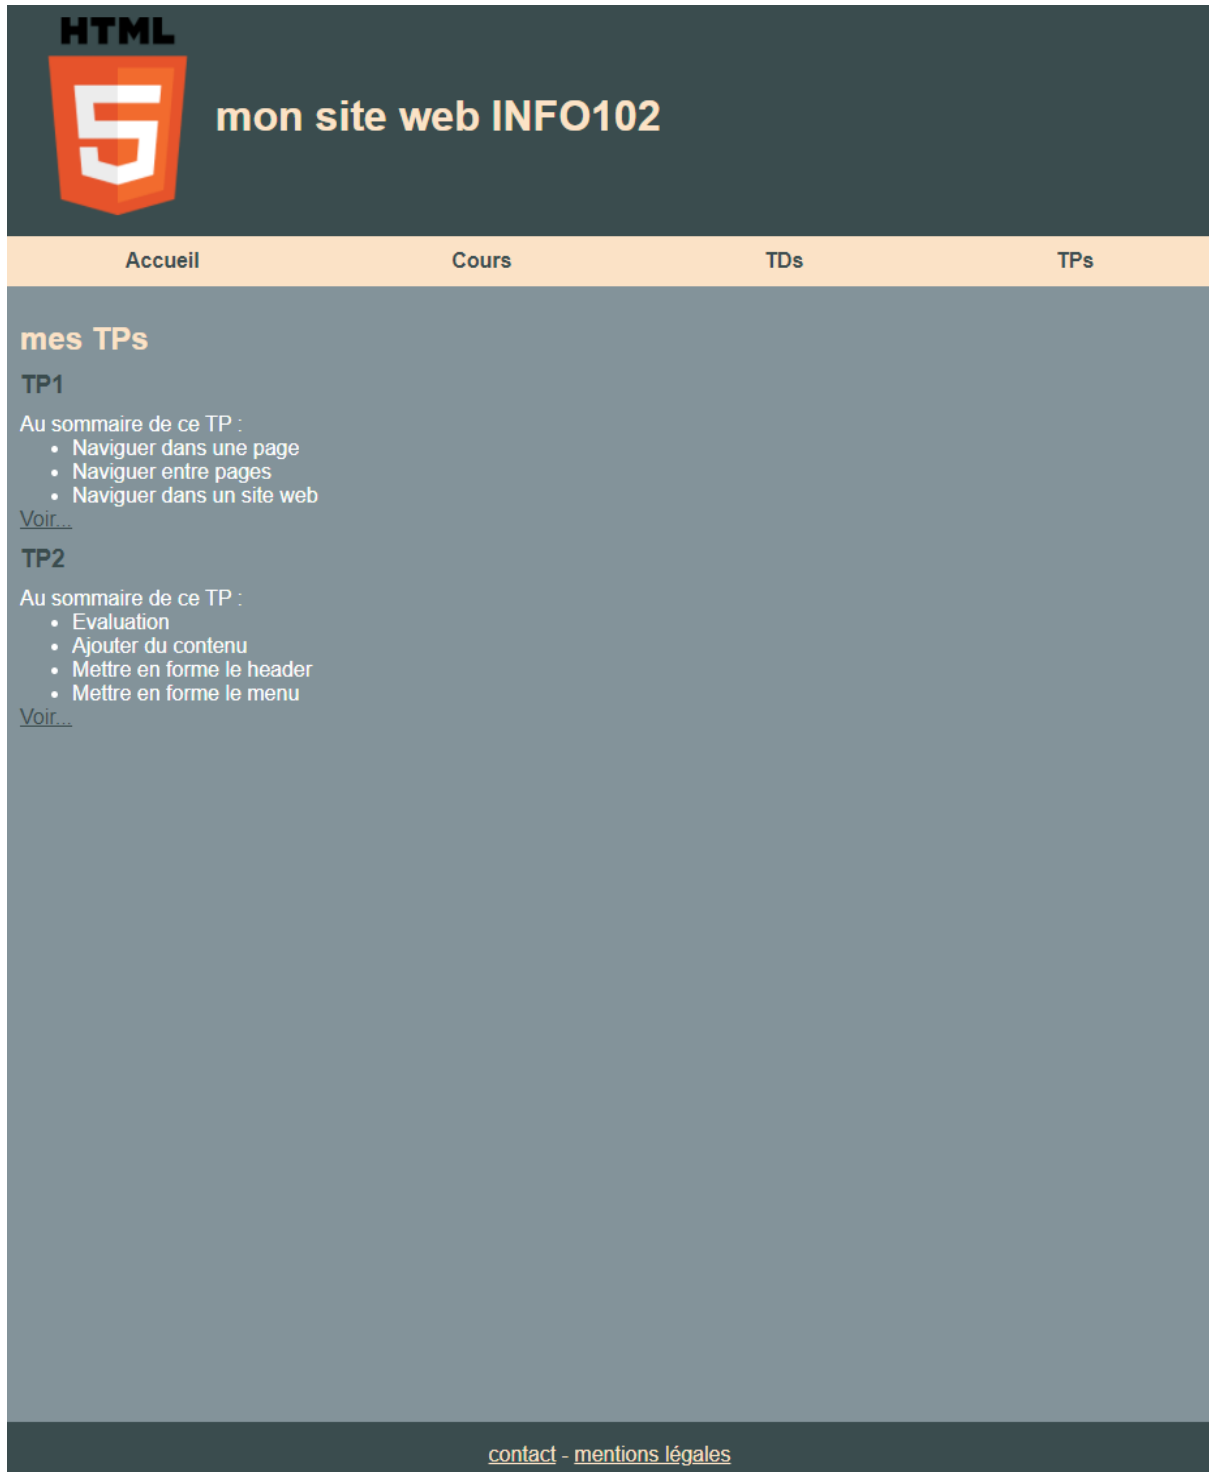 HTML
5
mon site web INFO102
Accueil Cours TDs TPs
mes TPs
TP1
Au sommaire de ce TP :
• Naviguer dans une page
• Naviguer entre pages
• Naviguer dans un site web
Voir...
TP2
Au sommaire de ce TP :
• Evaluation
• Ajouter du contenu
• Mettre en forme le header
• Mettre en forme le menu
Voir...
contact - mentions légales